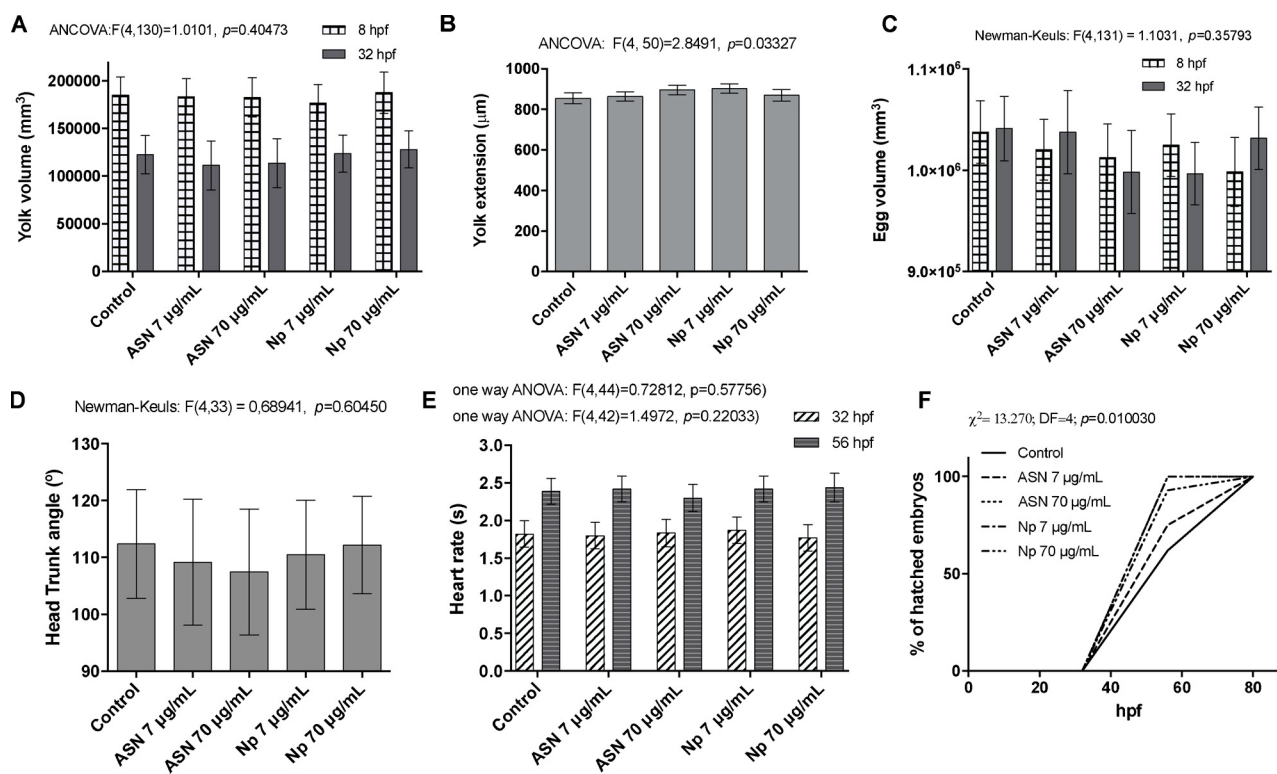 A
ANCOVA:F(4,130)=1.0101, p=0.40473
8 hpf
32 hpf
Yolk volume (mm³)
200000
150000
100000
50000
0
Control
ASN 7 µg/mL
ASN 70 µg/mL
Np 7 µg/mL
Np 70 µg/mL
B
ANCOVA: F(4, 50)=2.8491, p=0.03327
Yolk extension (µm)
1000
800
600
400
200
0
Control
ASN 7 µg/mL
ASN 70 µg/mL
Np 7 µg/mL
Np 70 µg/mL
C
Newman-Keuls: F(4,131) = 1.1031, p=0.35793
8 hpf
32 hpf
Egg volume (mm³)
1.1×10⁶
1.0×10⁶
9.0×10⁵
Control
ASN 7 µg/mL
ASN 70 µg/mL
Np 7 µg/mL
Np 70 µg/mL
D
Newman-Keuls: F(4,33) = 0,68941, p=0.60450
Head Trunk angle (º)
130
120
110
100
90
Control
ASN 7 µg/mL
ASN 70 µg/mL
Np 7 µg/mL
Np 70 µg/mL
E
one way ANOVA: F(4,44)=0.72812, p=0.57756)
one way ANOVA: F(4,42)=1.4972, p=0.22033)
32 hpf
56 hpf
Heart rate (s)
3.0
2.5
2.0
1.5
1.0
0.5
0.0
Control
ASN 7 µg/mL
ASN 70 µg/mL
Np 7 µg/mL
Np 70 µg/mL
F
χ²= 13.270; DF=4; p=0.010030
Control
ASN 7 µg/mL
ASN 70 µg/mL
Np 7 µg/mL
Np 70 µg/mL
% of hatched embryos
100
50
0
0
20
40
60
80
hpf